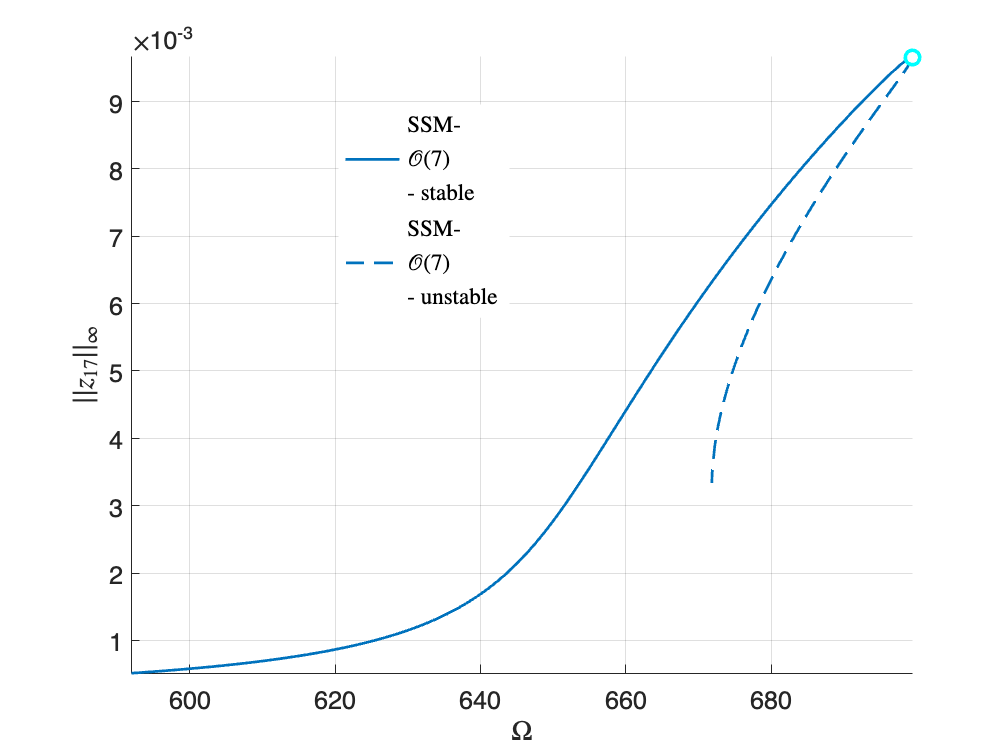 ×10⁻³
9
8
7
6
5
4
3
2
1
||z₁₇||∞
SSM-
𝒪(7)
- stable
SSM-
𝒪(7)
- unstable
600 620 640 660 680
Ω